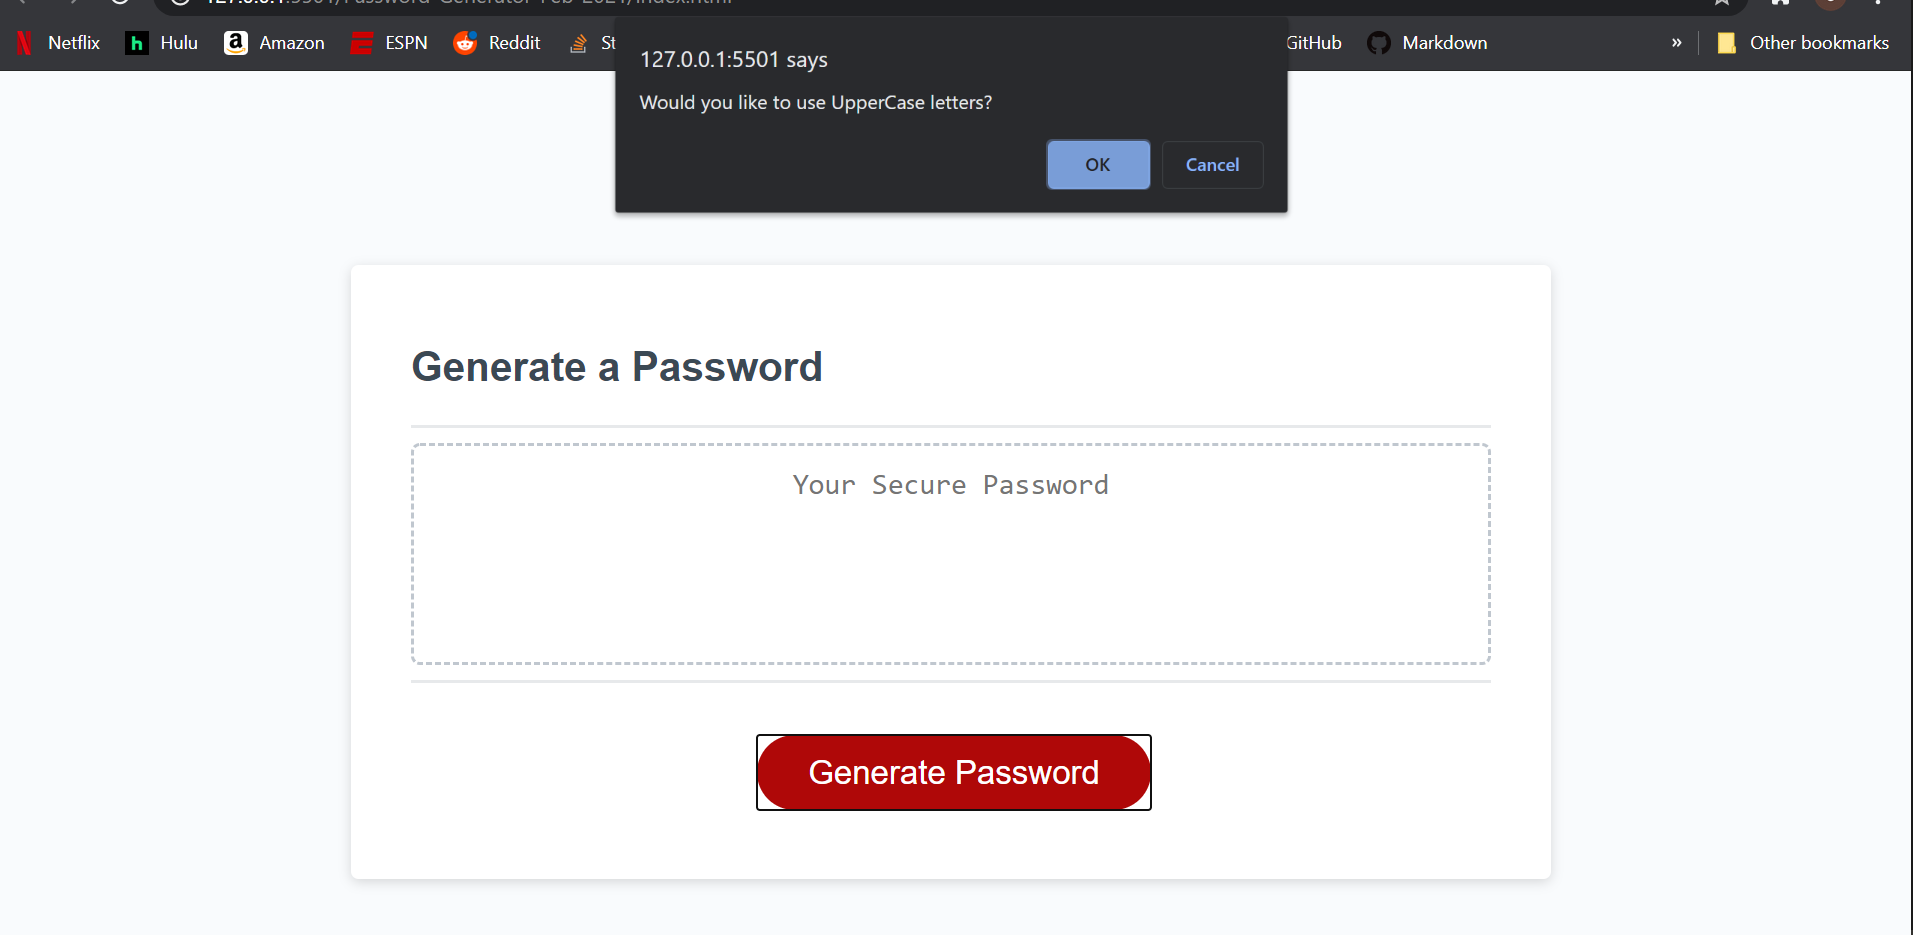 Netflix Hulu Amazon ESPN Reddit St GitHub Markdown » Other bookmarks
127.0.0.1:5501 says
Would you like to use UpperCase letters?
OK Cancel
Generate a Password
Your Secure Password
Generate Password